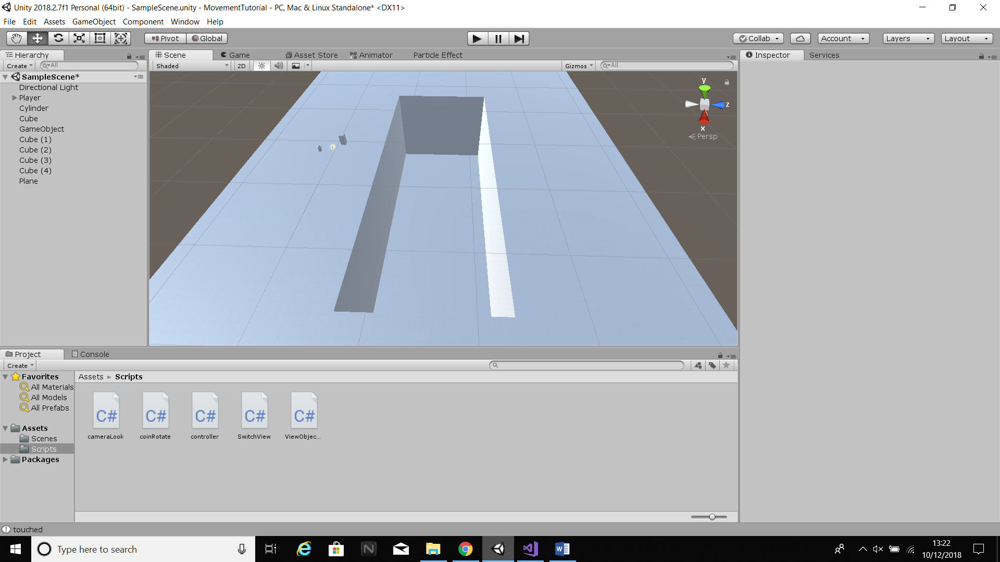 Unity 2018.2.7f1 Personal (64bit) - SampleScene.unity - MovementTutorial - PC, Mac & Linux Standalone* <DX11>
File Edit Assets GameObject Component Window Help
Pivot Global Collab Account Layers Layout
Hierarchy
Create All
SampleScene*
Directional Light
Player
Cylinder
Cube
GameObject
Cube (1)
Cube (2)
Cube (3)
Cube (4)
Plane
Scene Game Asset Store Animator Particle Effect
Shaded 2D Gizmos All
y
z
x
Persp
Inspector Services
Project Console
Create
Favorites
All Materials
All Models
All Prefabs
Assets
Scenes
Scripts
Packages
Assets Scripts
C# C# C# C# C#
cameraLook coinRotate controller SwitchView ViewObjec...
touched
Type here to search
13:22
10/12/2018